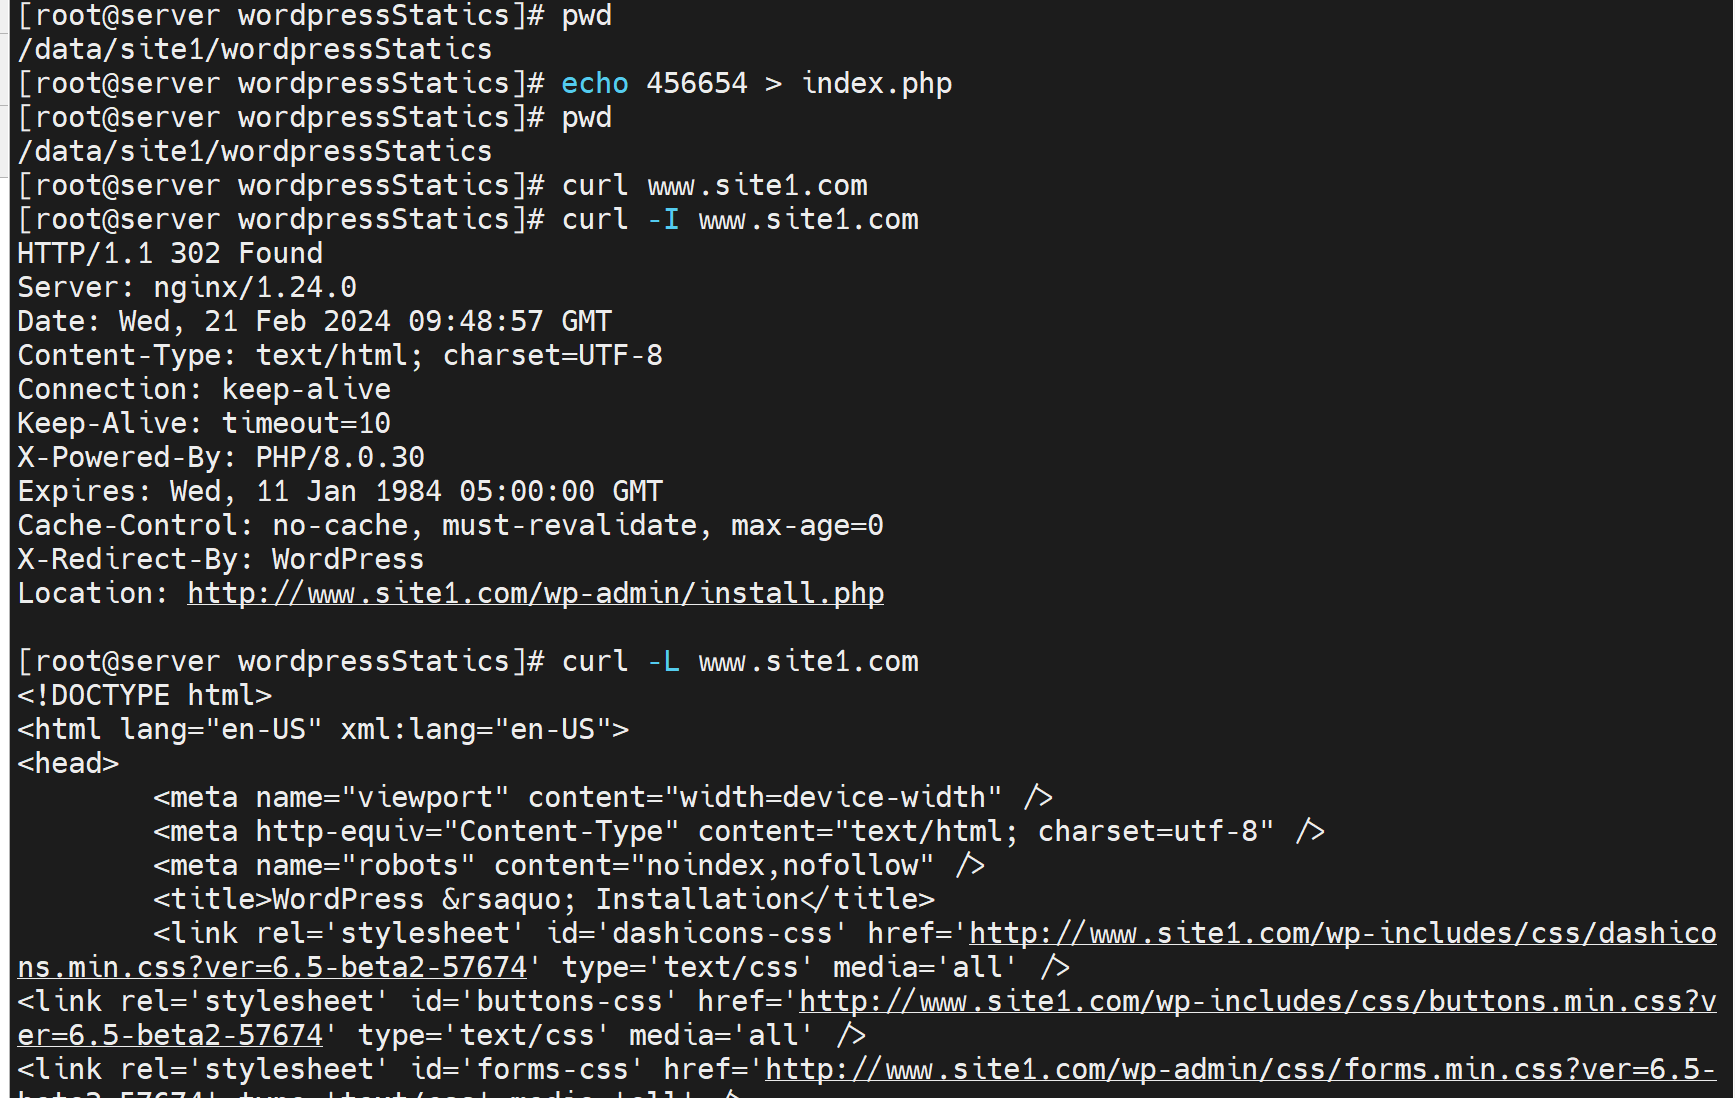 [root@server wordpressStatics]# pwd
/data/site1/wordpressStatics
[root@server wordpressStatics]# echo 456654 > index.php
[root@server wordpressStatics]# pwd
/data/site1/wordpressStatics
[root@server wordpressStatics]# curl www.site1.com
[root@server wordpressStatics]# curl -I www.site1.com
HTTP/1.1 302 Found
Server: nginx/1.24.0
Date: Wed, 21 Feb 2024 09:48:57 GMT
Content-Type: text/html; charset=UTF-8
Connection: keep-alive
Keep-Alive: timeout=10
X-Powered-By: PHP/8.0.30
Expires: Wed, 11 Jan 1984 05:00:00 GMT
Cache-Control: no-cache, must-revalidate, max-age=0
X-Redirect-By: WordPress
Location: http://www.site1.com/wp-admin/install.php
[root@server wordpressStatics]# curl -L www.site1.com
<!DOCTYPE html>
<html lang="en-US" xml:lang="en-US">
<head>
        <meta name="viewport" content="width=device-width" />
        <meta http-equiv="Content-Type" content="text/html; charset=utf-8" />
        <meta name="robots" content="noindex,nofollow" />
        <title>WordPress &rsaquo; Installation</title>
        <link rel='stylesheet' id='dashicons-css' href='http://www.site1.com/wp-includes/css/dashico
ns.min.css?ver=6.5-beta2-57674' type='text/css' media='all' />
<link rel='stylesheet' id='buttons-css' href='http://www.site1.com/wp-includes/css/buttons.min.css?v
er=6.5-beta2-57674' type='text/css' media='all' />
<link rel='stylesheet' id='forms-css' href='http://www.site1.com/wp-admin/css/forms.min.css?ver=6.5-
beta2-57674' type='text/css' media='all' />